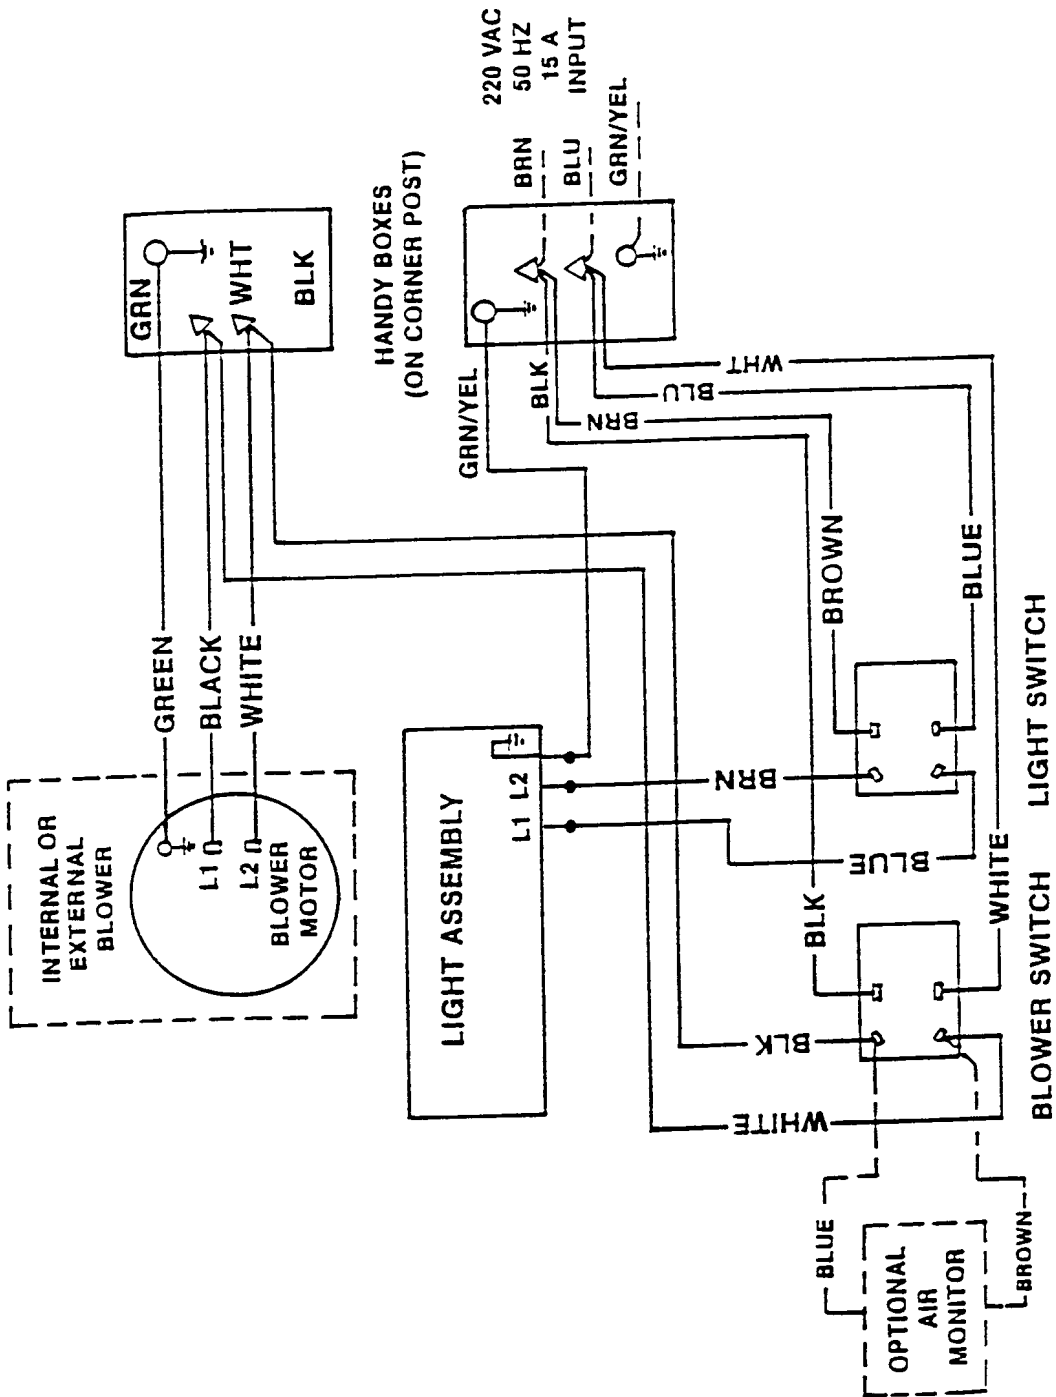 INTERNAL OR
EXTERNAL
BLOWER
L1
L2
BLOWER
MOTOR
GREEN
BLACK
WHITE
GRN
WHT
BLK
HANDY BOXES
(ON CORNER POST)
220 VAC
50 HZ
15 A
INPUT
BRN
BLU
GRN/YEL
GRN/YEL
BLK
BRN
BLU
WHT
LIGHT ASSEMBLY
L1
L2
BRN
BLUE
BROWN
BLUE
LIGHT SWITCH
BLK
WHITE
BLK
WHITE
BLOWER SWITCH
BLUE
BROWN
OPTIONAL
AIR
MONITOR